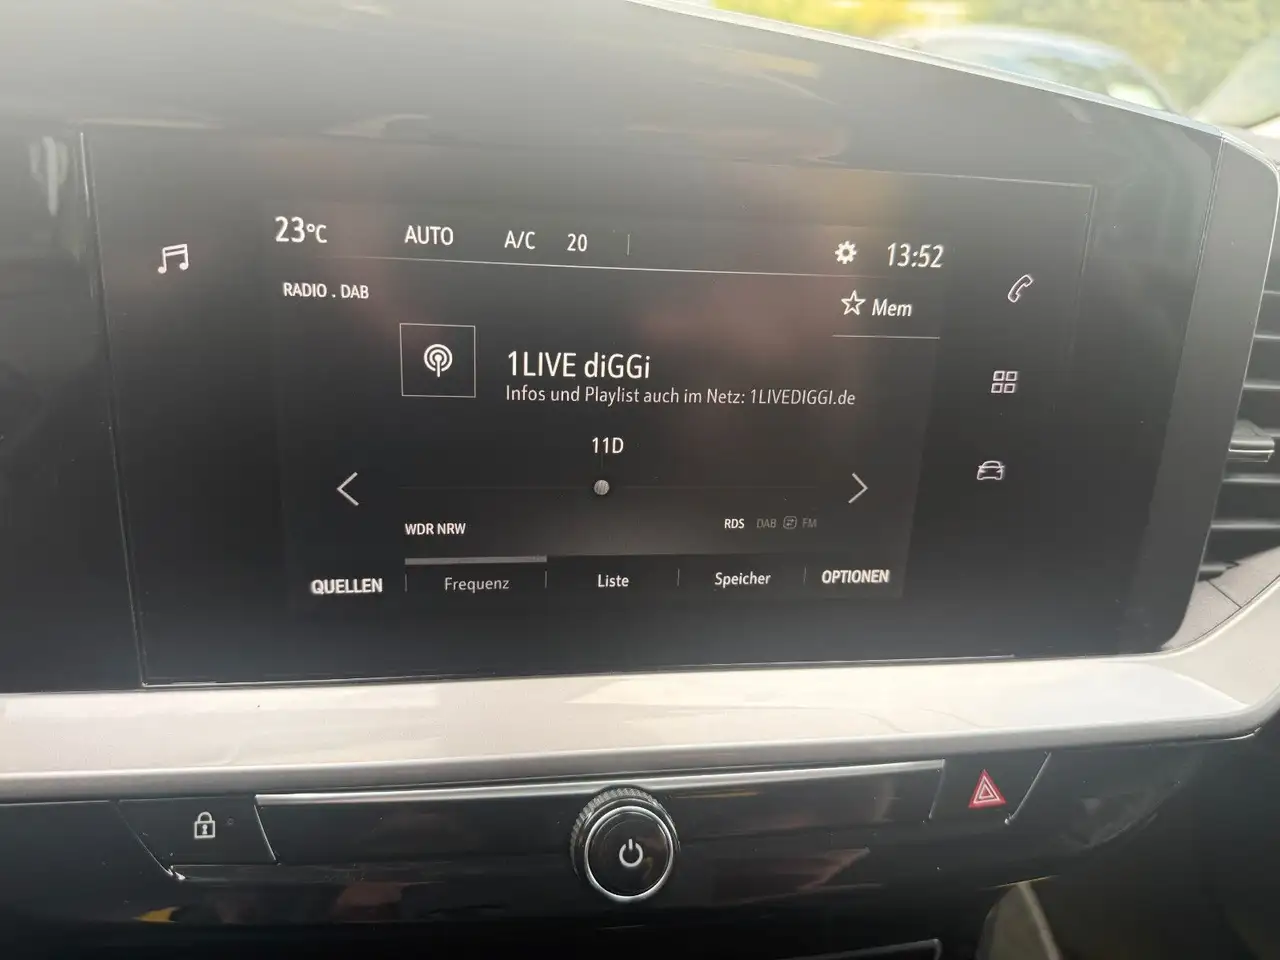 23°C AUTO A/C 20 13:52
RADIO . DAB
Mem
1LIVE diGGi
Infos und Playlist auch im Netz: 1LIVEDIGGI.de
11D
WDR NRW RDS DAB FM
QUELLEN Frequenz Liste Speicher OPTIONEN